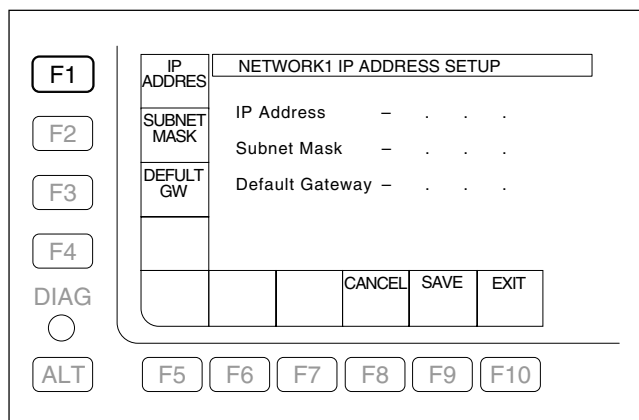 F1
F2
F3
F4
DIAG
ALT
IP
ADDRES
SUBNET
MASK
DEFULT
GW
NETWORK1 IP ADDRESS SETUP
IP Address – . . .
Subnet Mask – . . .
Default Gateway – . . .
CANCEL SAVE EXIT
F5 F6 F7 F8 F9 F10